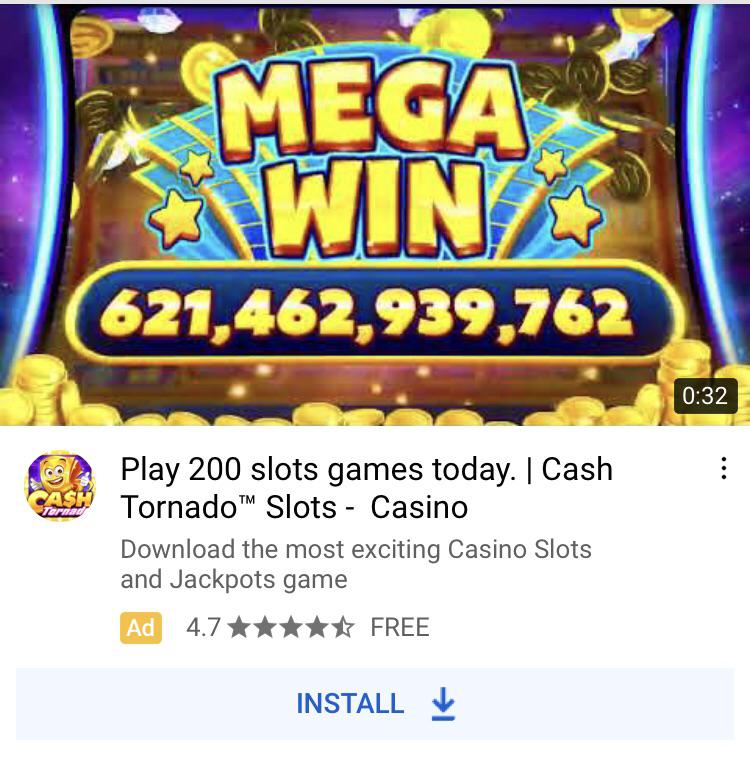 MEGA
WIN
621,462,939,762
0:32
Play 200 slots games today. | Cash
Tornado™ Slots - Casino
CASH
Tornado
Download the most exciting Casino Slots
and Jackpots game
Ad 4.7 FREE
INSTALL